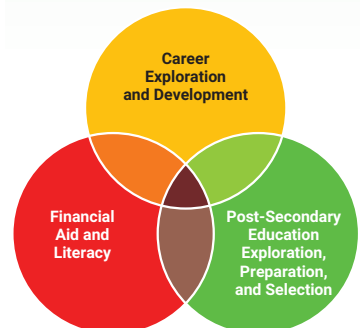 Career
Exploration
and Development
Financial
Aid and
Literacy
Post-Secondary
Education
Exploration,
Preparation,
and Selection